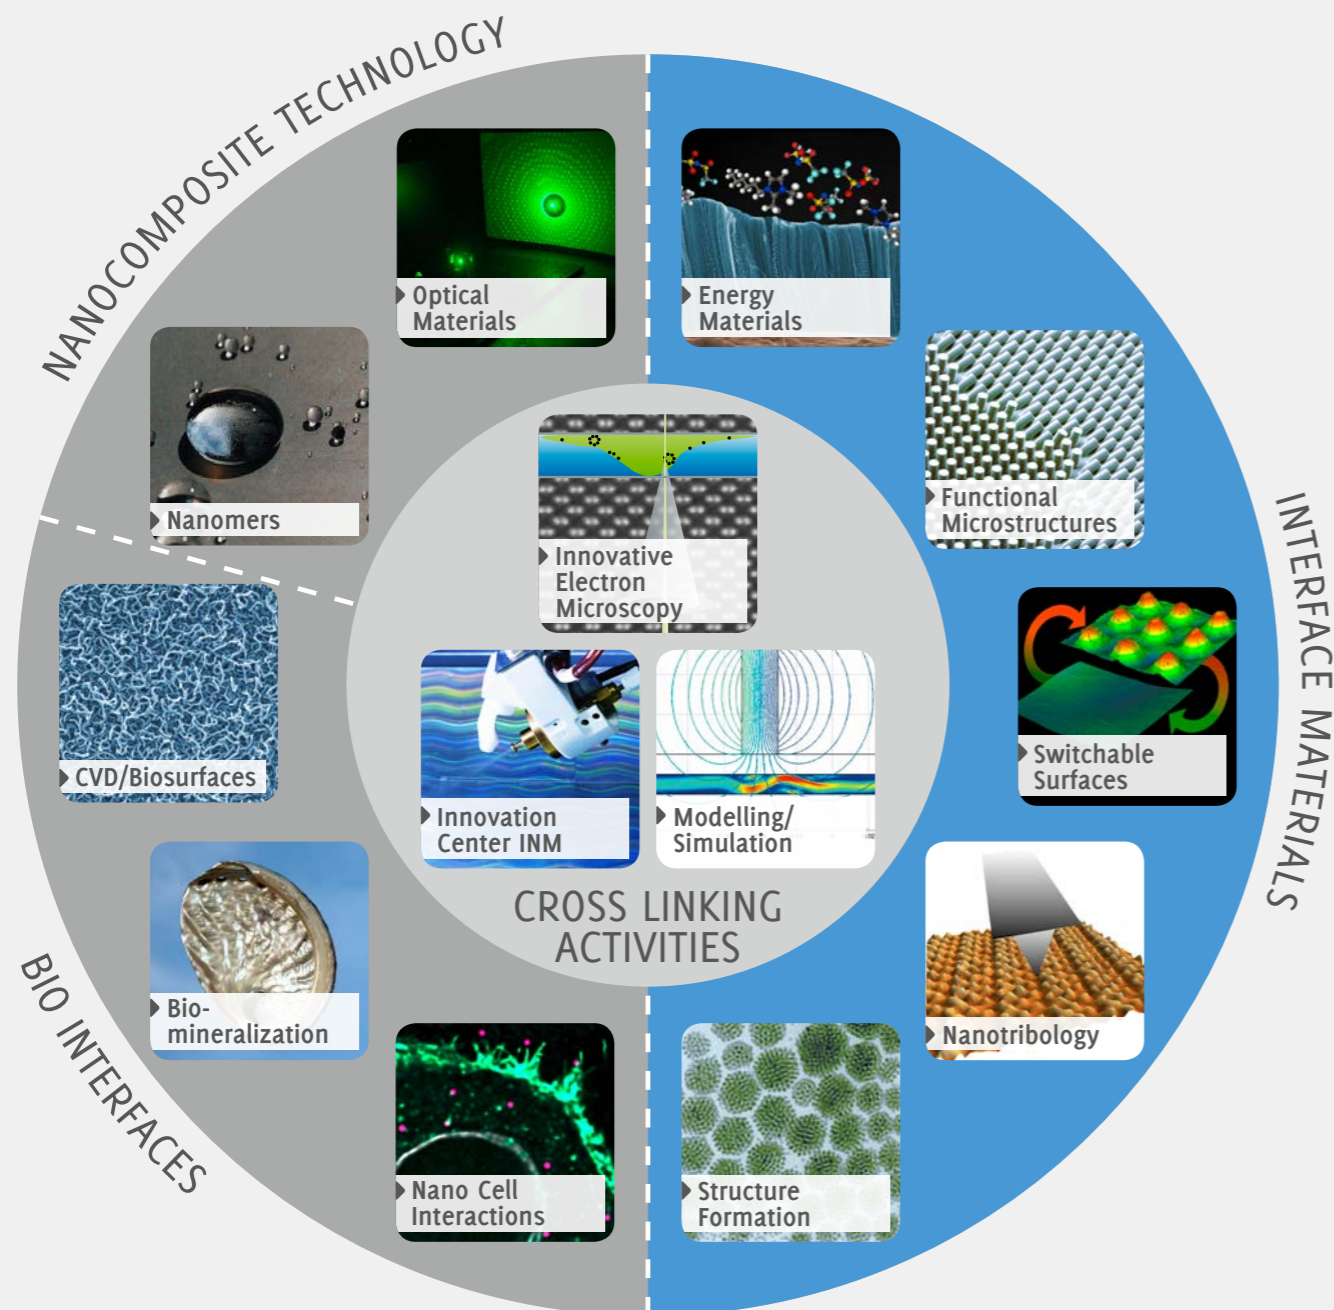 NANOCOMPOSITE TECHNOLOGY
Optical
Materials
Energy
Materials
Nanomers
Functional
Microstructures
Innovative
Electron
Microscopy
INTERFACE MATERIALS
CVD/Biosurfaces
Switchable
Surfaces
Innovation
Center INM
Modelling/
Simulation
CROSS LINKING
ACTIVITIES
Bio-
mineralization
Nanotribology
BIO INTERFACES
Nano Cell
Interactions
Structure
Formation